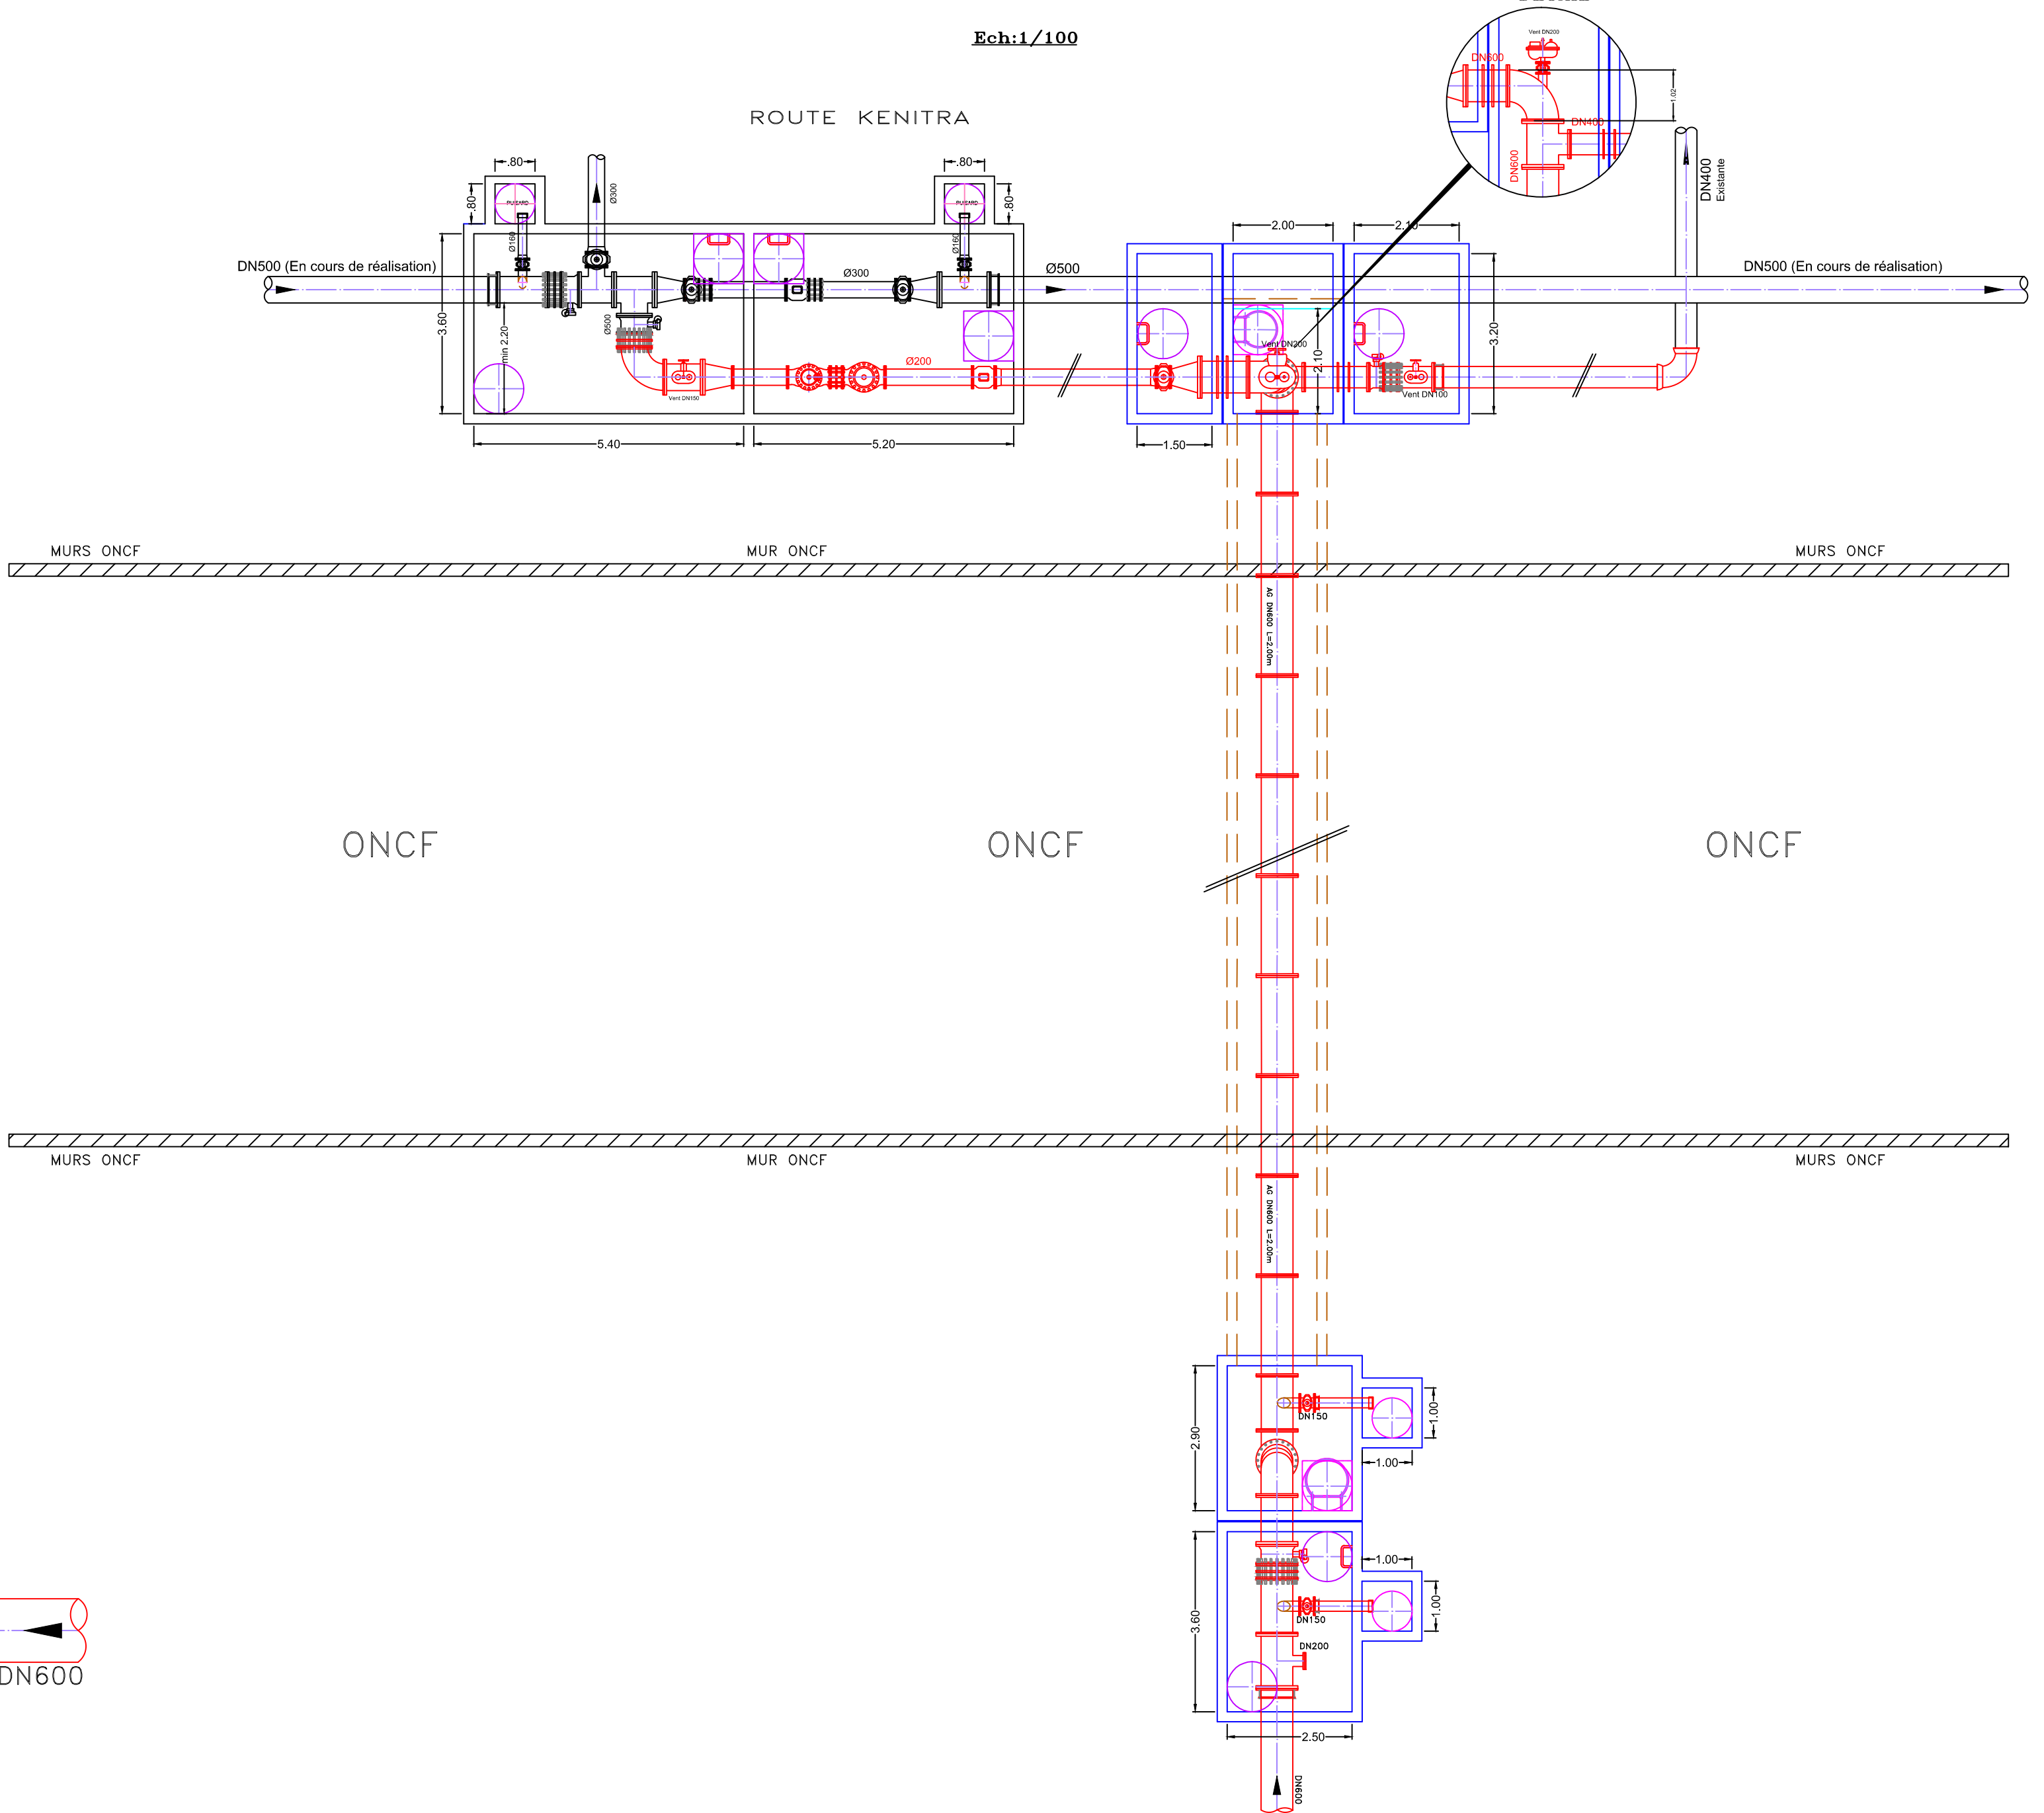 Ech:1/100
Vent DN200
DN600
1.02
DN400
DN600
ROUTE KENITRA
.80
.80
.80
.80
PUISARD
PUISARD
Ø300
DN400
Existante
Ø160
Ø160
2.00
2.10
DN500 (En cours de réalisation)
Ø300
Ø500
DN500 (En cours de réalisation)
3.60
min 2.20
Ø500
Vent DN200
2.10
3.20
Ø200
Vent DN150
Vent DN100
5.40
5.20
1.50
MURS ONCF
MUR ONCF
MURS ONCF
AG DN600 L=2.00m
ONCF
ONCF
ONCF
MURS ONCF
MUR ONCF
MURS ONCF
AG DN600 L=2.00m
DN150
1.00
2.90
1.00
1.00
3.60
DN150
1.00
DN200
DN600
2.50
DN600